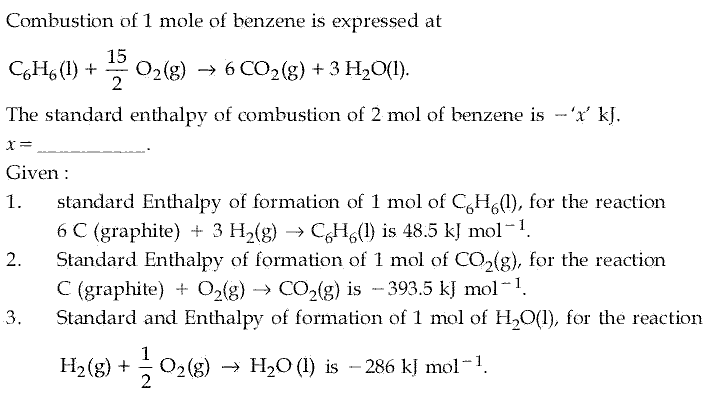 Combustion of 1 mole of benzene is expressed at
C₆H₆(l) + 15/2 O₂(g) → 6 CO₂(g) + 3 H₂O(l).
The standard enthalpy of combustion of 2 mol of benzene is –‘x’ kJ.
x = __________.
Given :
1. standard Enthalpy of formation of 1 mol of C₆H₆(l), for the reaction
6 C (graphite) + 3 H₂(g) → C₆H₆(l) is 48.5 kJ mol⁻¹.
2. Standard Enthalpy of formation of 1 mol of CO₂(g), for the reaction
C (graphite) + O₂(g) → CO₂(g) is –393.5 kJ mol⁻¹.
3. Standard and Enthalpy of formation of 1 mol of H₂O(l), for the reaction
H₂(g) + 1/2 O₂(g) → H₂O (l) is –286 kJ mol⁻¹.